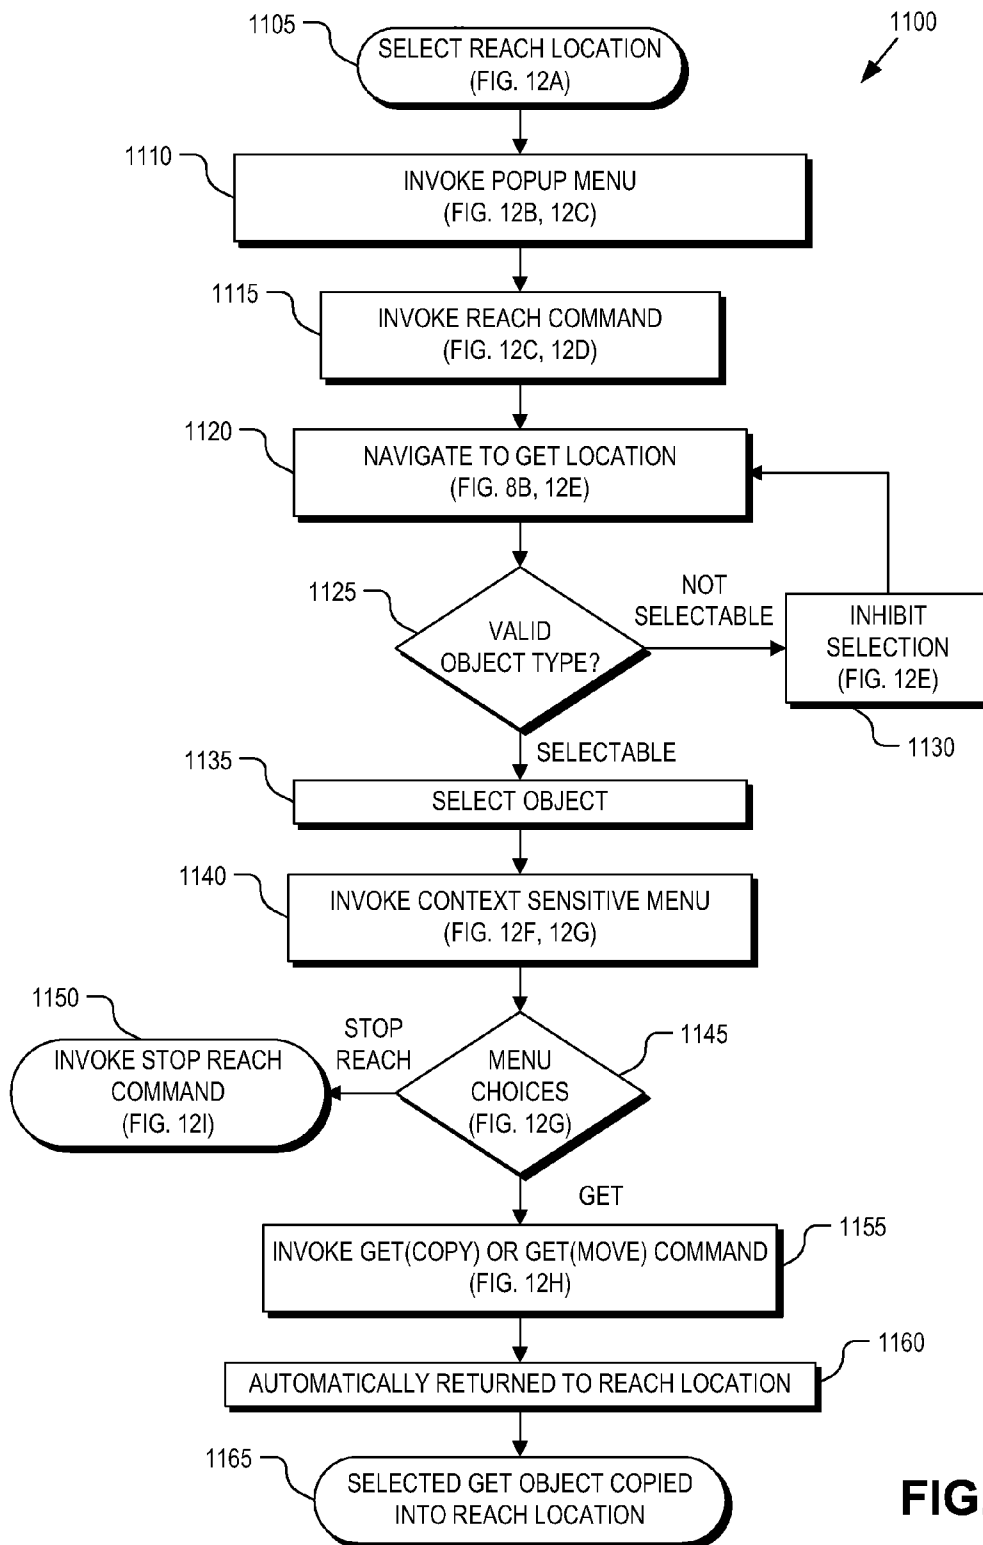 1105
SELECT REACH LOCATION
(FIG. 12A)
1100
1110
INVOKE POPUP MENU
(FIG. 12B, 12C)
1115
INVOKE REACH COMMAND
(FIG. 12C, 12D)
1120
NAVIGATE TO GET LOCATION
(FIG. 8B, 12E)
1125
VALID
OBJECT TYPE?
NOT
SELECTABLE
INHIBIT
SELECTION
(FIG. 12E)
1130
SELECTABLE
1135
SELECT OBJECT
1140
INVOKE CONTEXT SENSITIVE MENU
(FIG. 12F, 12G)
1150
INVOKE STOP REACH
COMMAND
(FIG. 12I)
STOP
REACH
MENU
CHOICES
(FIG. 12G)
1145
GET
INVOKE GET(COPY) OR GET(MOVE) COMMAND
(FIG. 12H)
1155
AUTOMATICALLY RETURNED TO REACH LOCATION
1160
1165
SELECTED GET OBJECT COPIED
INTO REACH LOCATION
FIG.